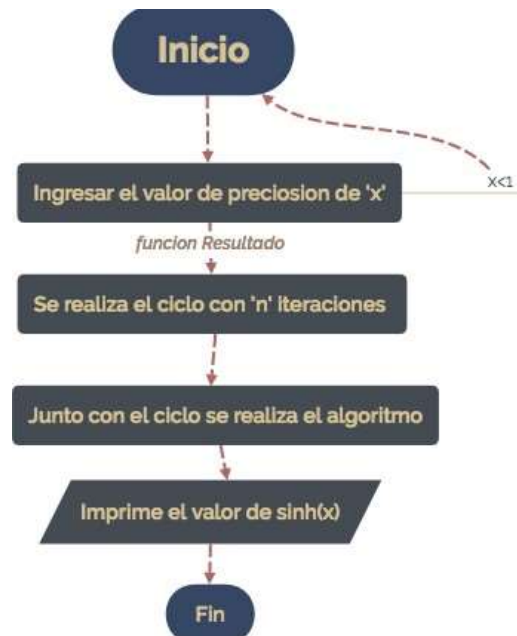 Inicio
X<1
Ingresar el valor de preciosion de 'x'
funcion Resultado
Se realiza el ciclo con 'n' iteraciones
Junto con el ciclo se realiza el algoritmo
Imprime el valor de sinh(x)
Fin